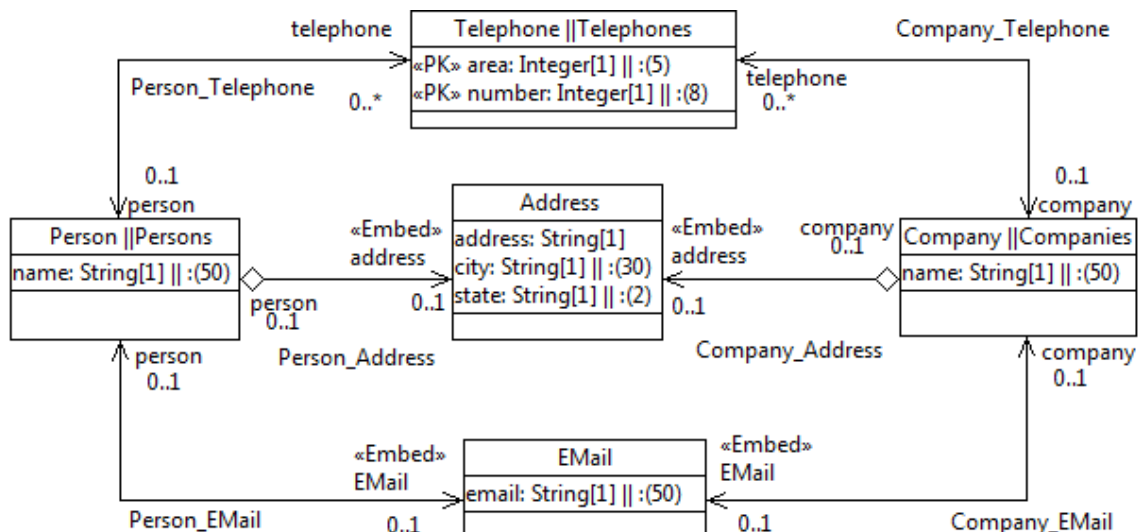 telephone
Telephone ||Telephones
Company_Telephone
«PK» area: Integer[1] || :(5)
«PK» number: Integer[1] || :(8)
Person_Telephone
0..*
telephone
0..*
0..1
person
0..1
company
Person ||Persons
name: String[1] || :(50)
«Embed»
address
Address
address: String[1]
city: String[1] || :(30)
state: String[1] || :(2)
«Embed»
address
company
0..1
Company ||Companies
name: String[1] || :(50)
person
0..1
0..1
0..1
Person_Address
Company_Address
person
0..1
company
0..1
«Embed»
EMail
EMail
email: String[1] || :(50)
«Embed»
EMail
Person_EMail
0..1
0..1
Company_EMail